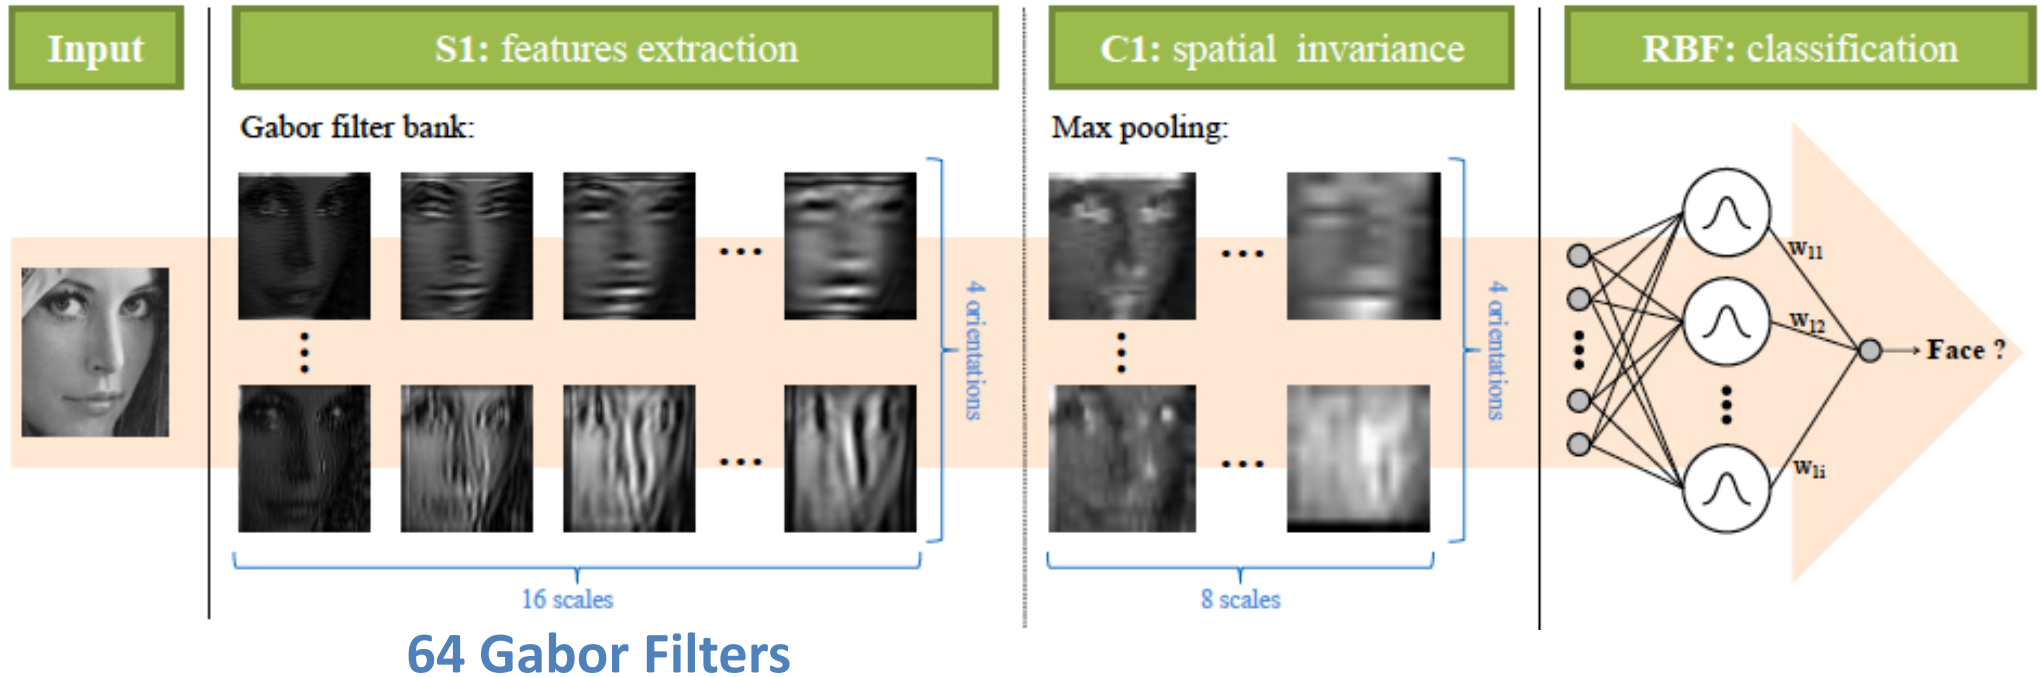 Input
S1: features extraction
C1: spatial invariance
RBF: classification
Gabor filter bank:
Max pooling:
4 orientations
16 scales
64 Gabor Filters
4 orientations
8 scales
w11
w12
w1i
Face ?